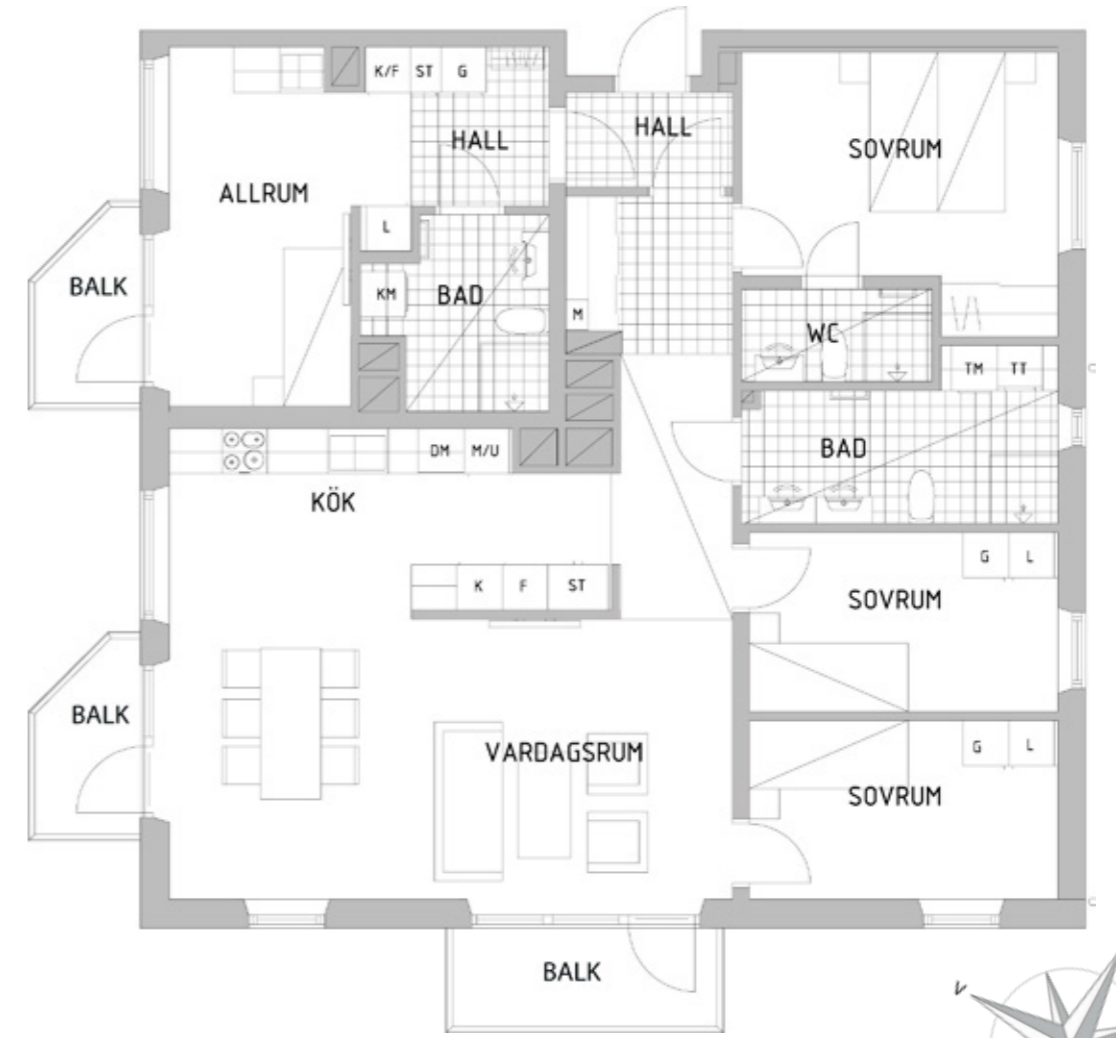 K/F ST G
HALL
HALL
SOVRUM
ALLRUM
L
BALK
KM
BAD
M
WC
TM TT
BAD
DM M/U
KÖK
K F ST
G L
SOVRUM
BALK
VARDAGSRUM
G L
SOVRUM
BALK
V